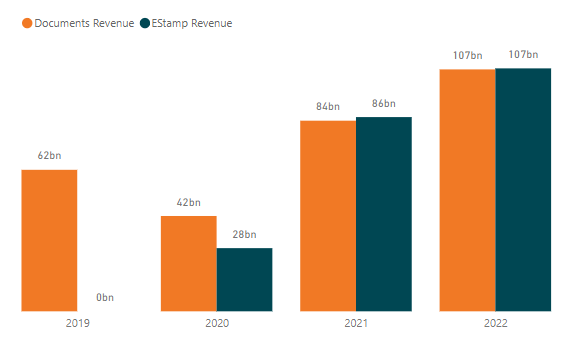 Documents Revenue EStamp Revenue
107bn 107bn
84bn 86bn
62bn
42bn
28bn
0bn
2019 2020 2021 2022